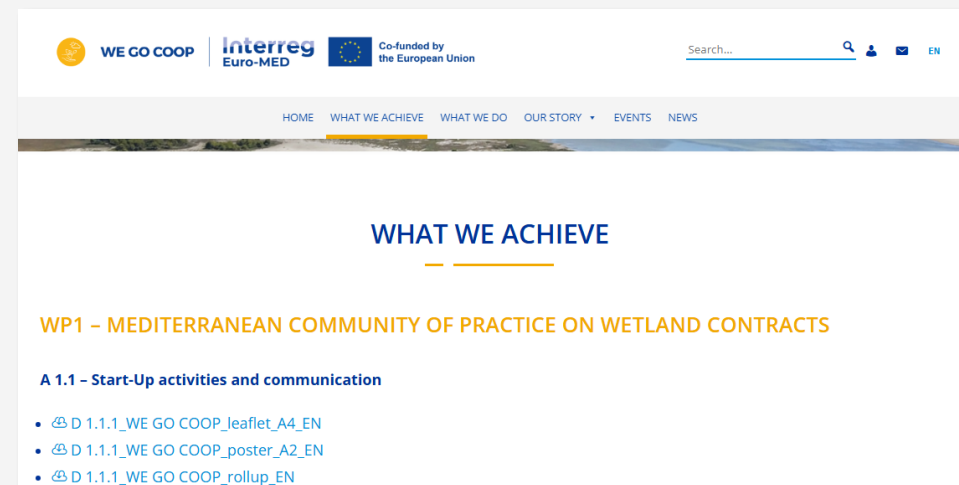 WE GO COOP
Interreg
Euro-MED
Co-funded by
the European Union
Search...
EN
HOME WHAT WE ACHIEVE WHAT WE DO OUR STORY EVENTS NEWS
WHAT WE ACHIEVE
WP1 – MEDITERRANEAN COMMUNITY OF PRACTICE ON WETLAND CONTRACTS
A 1.1 – Start-Up activities and communication
D 1.1.1_WE GO COOP_leaflet_A4_EN
D 1.1.1_WE GO COOP_poster_A2_EN
D 1.1.1_WE GO COOP_rollup_EN